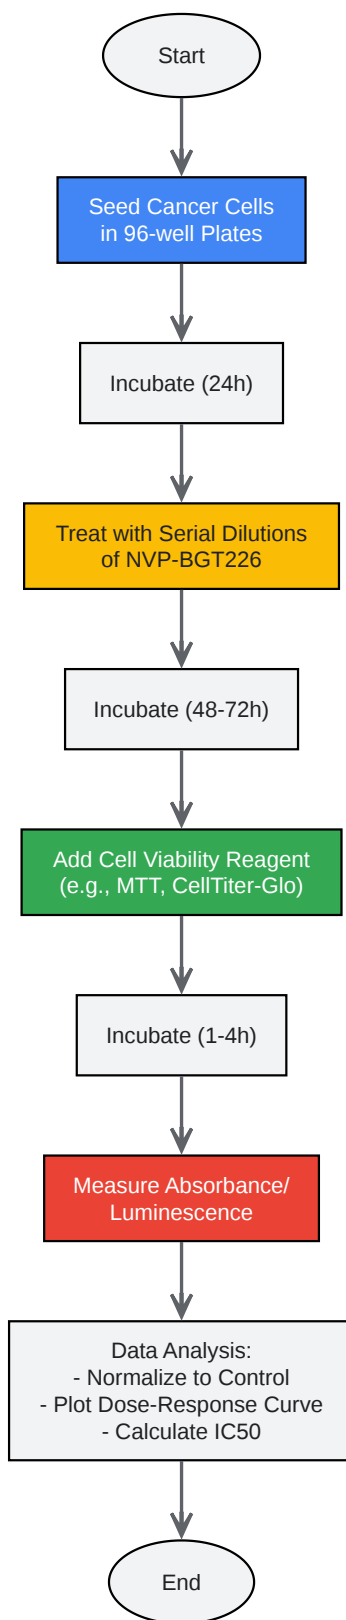 Start
Seed Cancer Cells
in 96-well Plates
Incubate (24h)
Treat with Serial Dilutions
of NVP-BGT226
Incubate (48-72h)
Add Cell Viability Reagent
(e.g., MTT, CellTiter-Glo)
Incubate (1-4h)
Measure Absorbance/
Luminescence
Data Analysis:
- Normalize to Control
- Plot Dose-Response Curve
- Calculate IC50
End